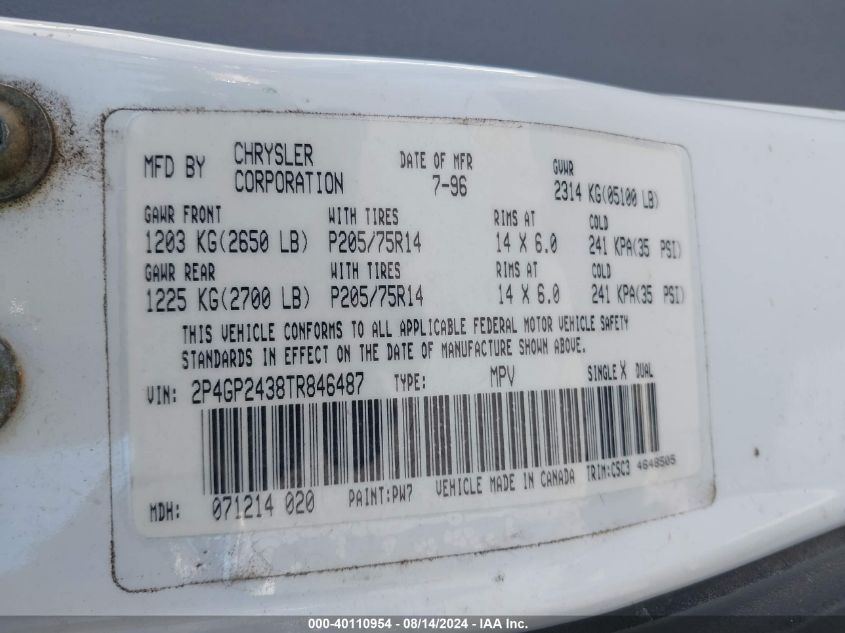 MFD BY CHRYSLER CORPORATION DATE OF MFR 7-96 GVWR 2314 KG(05100 LB)
GAWR FRONT WITH TIRES RIMS AT COLD
1203 KG(2650 LB) P205/75R14 14 X 6.0 241 KPA(35 PSI)
GAWR REAR WITH TIRES RIMS AT COLD
1225 KG(2700 LB) P205/75R14 14 X 6.0 241 KPA(35 PSI)
THIS VEHICLE CONFORMS TO ALL APPLICABLE FEDERAL MOTOR VEHICLE SAFETY
STANDARDS IN EFFECT ON THE DATE OF MANUFACTURE SHOWN ABOVE.
VIN: 2P4GP2438TR846487 TYPE: MPV SINGLE X DUAL
MDH: 071214 020 PAINT:PW7 VEHICLE MADE IN CANADA TRIM:CSC3 4648505
000-40110954 | 08/14/2024 | IAA Inc.